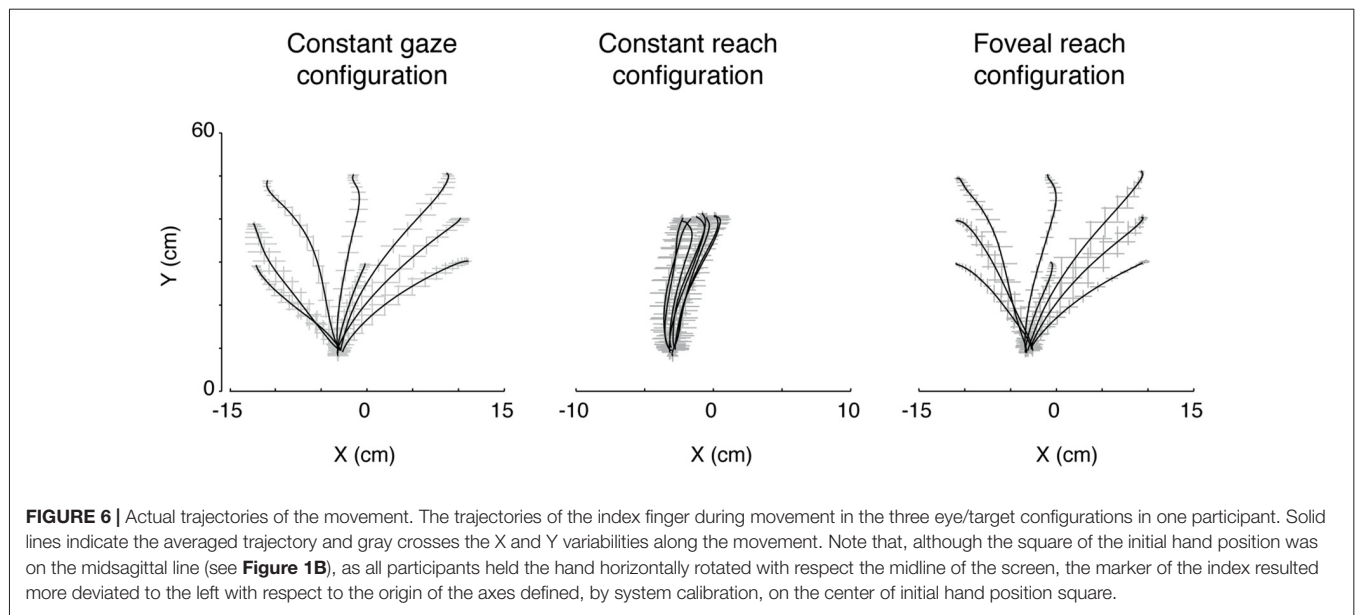 Constant gaze
configuration
Constant reach
configuration
Foveal reach
configuration
60
Y (cm)
0
-15 0 15
-10 0 10
-15 0 15
X (cm) X (cm) X (cm)
FIGURE 6 | Actual trajectories of the movement. The trajectories of the index finger during movement in the three eye/target configurations in one participant. Solid
lines indicate the averaged trajectory and gray crosses the X and Y variabilities along the movement. Note that, although the square of the initial hand position was
on the midsagittal line (see Figure 1B), as all participants held the hand horizontally rotated with respect the midline of the screen, the marker of the index resulted
more deviated to the left with respect to the origin of the axes defined, by system calibration, on the center of initial hand position square.